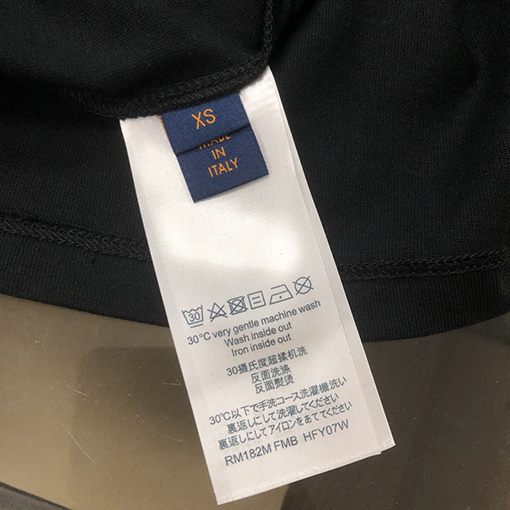 XS
MADE
IN
ITALY
30
30°C very gentle machine wash
Wash inside out
Iron inside out
30摄氏度超揉机洗
反面洗涤
反面熨烫
30℃以下で手洗コース洗濯機洗い
裏返しにして洗濯してください
裏返しにしてアイロンをあててください
RM182M FMB HFY07W